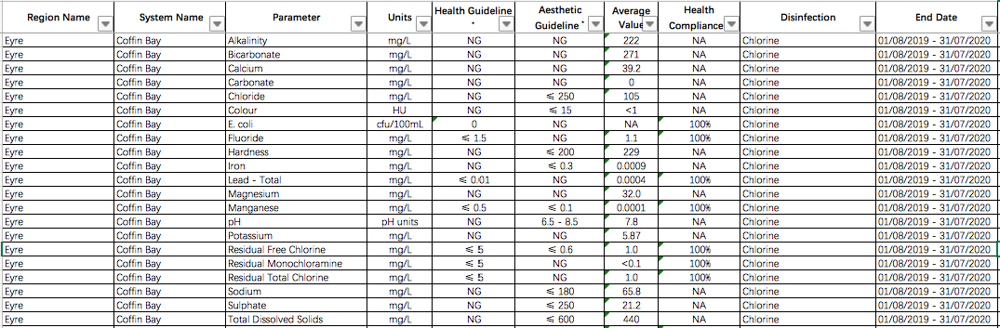 Region Name System Name Parameter Units Health Guideline * Aesthetic Guideline * Average Value Health Compliance Disinfection End Date
Eyre Coffin Bay Alkalinity mg/L NG NG 222 NA Chlorine 01/08/2019 - 31/07/2020
Eyre Coffin Bay Bicarbonate mg/L NG NG 271 NA Chlorine 01/08/2019 - 31/07/2020
Eyre Coffin Bay Calcium mg/L NG NG 39.2 NA Chlorine 01/08/2019 - 31/07/2020
Eyre Coffin Bay Carbonate mg/L NG NG 0 NA Chlorine 01/08/2019 - 31/07/2020
Eyre Coffin Bay Chloride mg/L NG ≤ 250 105 NA Chlorine 01/08/2019 - 31/07/2020
Eyre Coffin Bay Colour HU NG ≤ 15 <1 NA Chlorine 01/08/2019 - 31/07/2020
Eyre Coffin Bay E. coli cfu/100mL 0 NG NA 100% Chlorine 01/08/2019 - 31/07/2020
Eyre Coffin Bay Fluoride mg/L ≤ 1.5 NG 1.1 100% Chlorine 01/08/2019 - 31/07/2020
Eyre Coffin Bay Hardness mg/L NG ≤ 200 229 NA Chlorine 01/08/2019 - 31/07/2020
Eyre Coffin Bay Iron mg/L NG ≤ 0.3 0.0009 NA Chlorine 01/08/2019 - 31/07/2020
Eyre Coffin Bay Lead - Total mg/L ≤ 0.01 NG 0.0004 100% Chlorine 01/08/2019 - 31/07/2020
Eyre Coffin Bay Magnesium mg/L NG NG 32.0 NA Chlorine 01/08/2019 - 31/07/2020
Eyre Coffin Bay Manganese mg/L ≤ 0.5 ≤ 0.1 0.0001 100% Chlorine 01/08/2019 - 31/07/2020
Eyre Coffin Bay pH pH units NG 6.5 - 8.5 7.8 NA Chlorine 01/08/2019 - 31/07/2020
Eyre Coffin Bay Potassium mg/L NG NG 5.87 NA Chlorine 01/08/2019 - 31/07/2020
Eyre Coffin Bay Residual Free Chlorine mg/L ≤ 5 ≤ 0.6 1.0 100% Chlorine 01/08/2019 - 31/07/2020
Eyre Coffin Bay Residual Monochloramine mg/L ≤ 5 NG <0.1 100% Chlorine 01/08/2019 - 31/07/2020
Eyre Coffin Bay Residual Total Chlorine mg/L ≤ 5 NG 1.0 100% Chlorine 01/08/2019 - 31/07/2020
Eyre Coffin Bay Sodium mg/L NG ≤ 180 65.8 NA Chlorine 01/08/2019 - 31/07/2020
Eyre Coffin Bay Sulphate mg/L NG ≤ 250 21.2 NA Chlorine 01/08/2019 - 31/07/2020
Eyre Coffin Bay Total Dissolved Solids mg/L NG ≤ 600 440 NA Chlorine 01/08/2019 - 31/07/2020